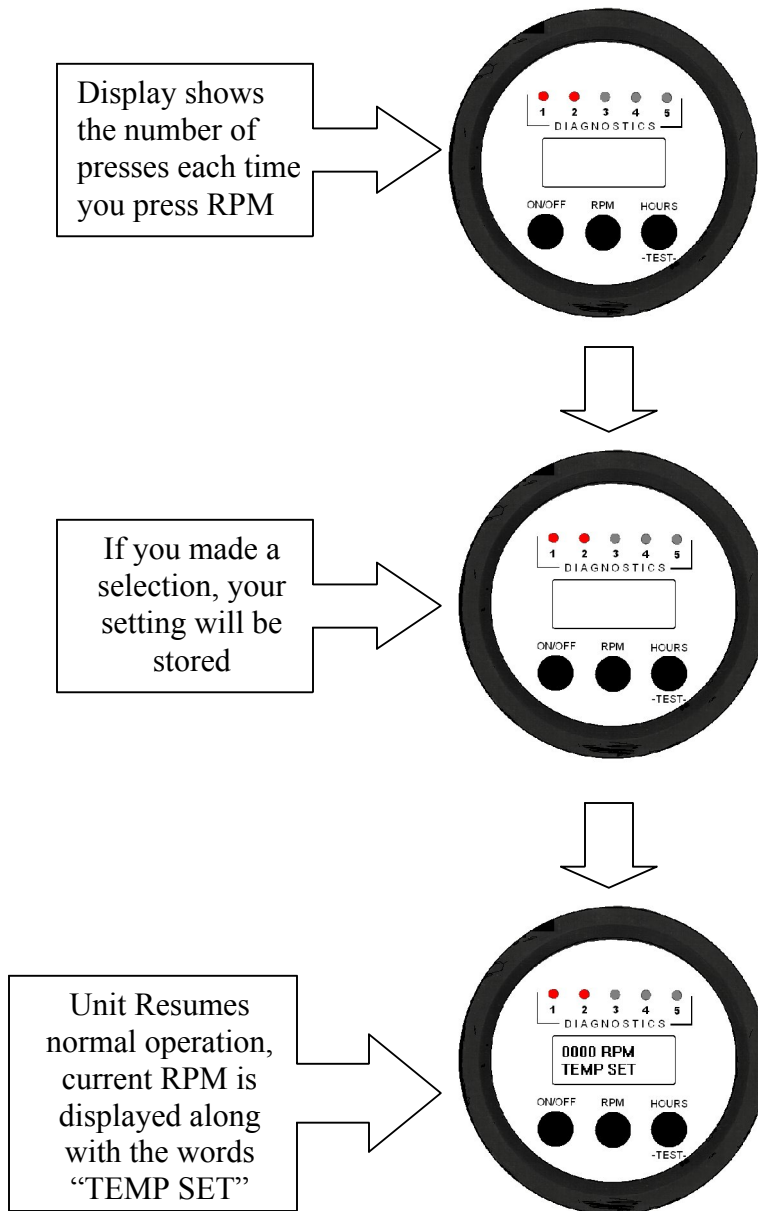 Display shows
the number of
presses each time
you press RPM
1 2 3 4 5
DIAGNOSTICS
ON/OFF RPM HOURS
-TEST-
If you made a
selection, your
setting will be
stored
1 2 3 4 5
DIAGNOSTICS
ON/OFF RPM HOURS
-TEST-
Unit Resumes
normal operation,
current RPM is
displayed along
with the words
“TEMP SET”
1 2 3 4 5
DIAGNOSTICS
0000 RPM
TEMP SET
ON/OFF RPM HOURS
-TEST-